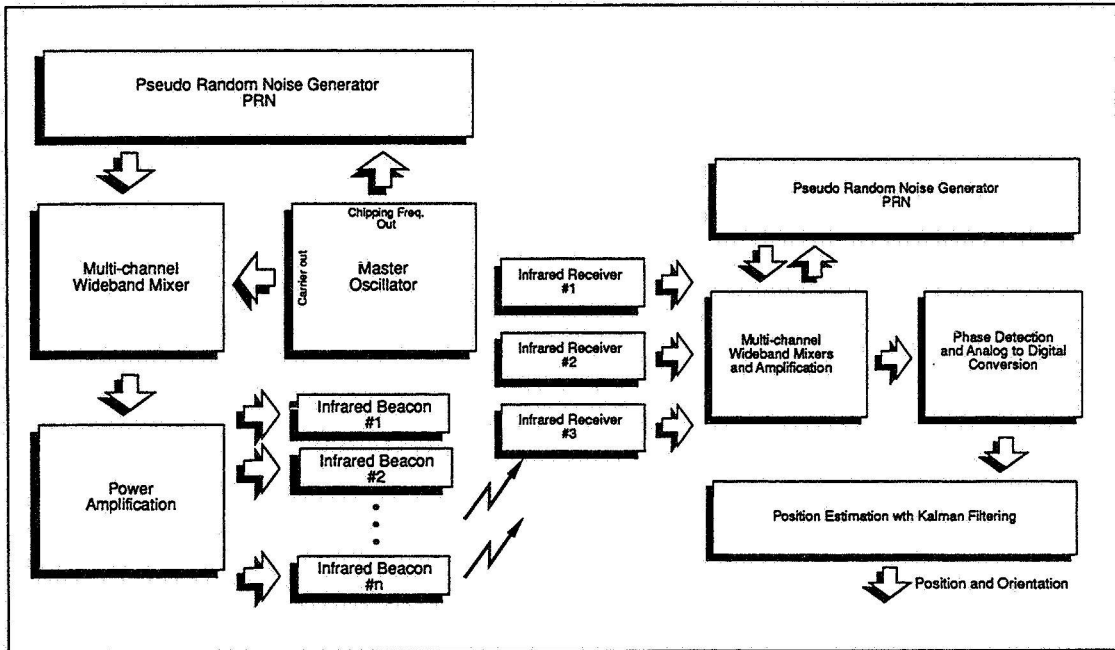 Pseudo Random Noise Generator
PRN
Multi-channel
Wideband Mixer
Chipping Freq.
Out
Carrier out
Master
Oscillator
Power
Amplification
Infrared Beacon
#1
Infrared Beacon
#2
Infrared Beacon
#n
Infrared Receiver
#1
Infrared Receiver
#2
Infrared Receiver
#3
Pseudo Random Noise Generator
PRN
Multi-channel
Wideband Mixers
and Amplification
Phase Detection
and Analog to Digital
Conversion
Position Estimation wth Kalman Filtering
Position and Orientation